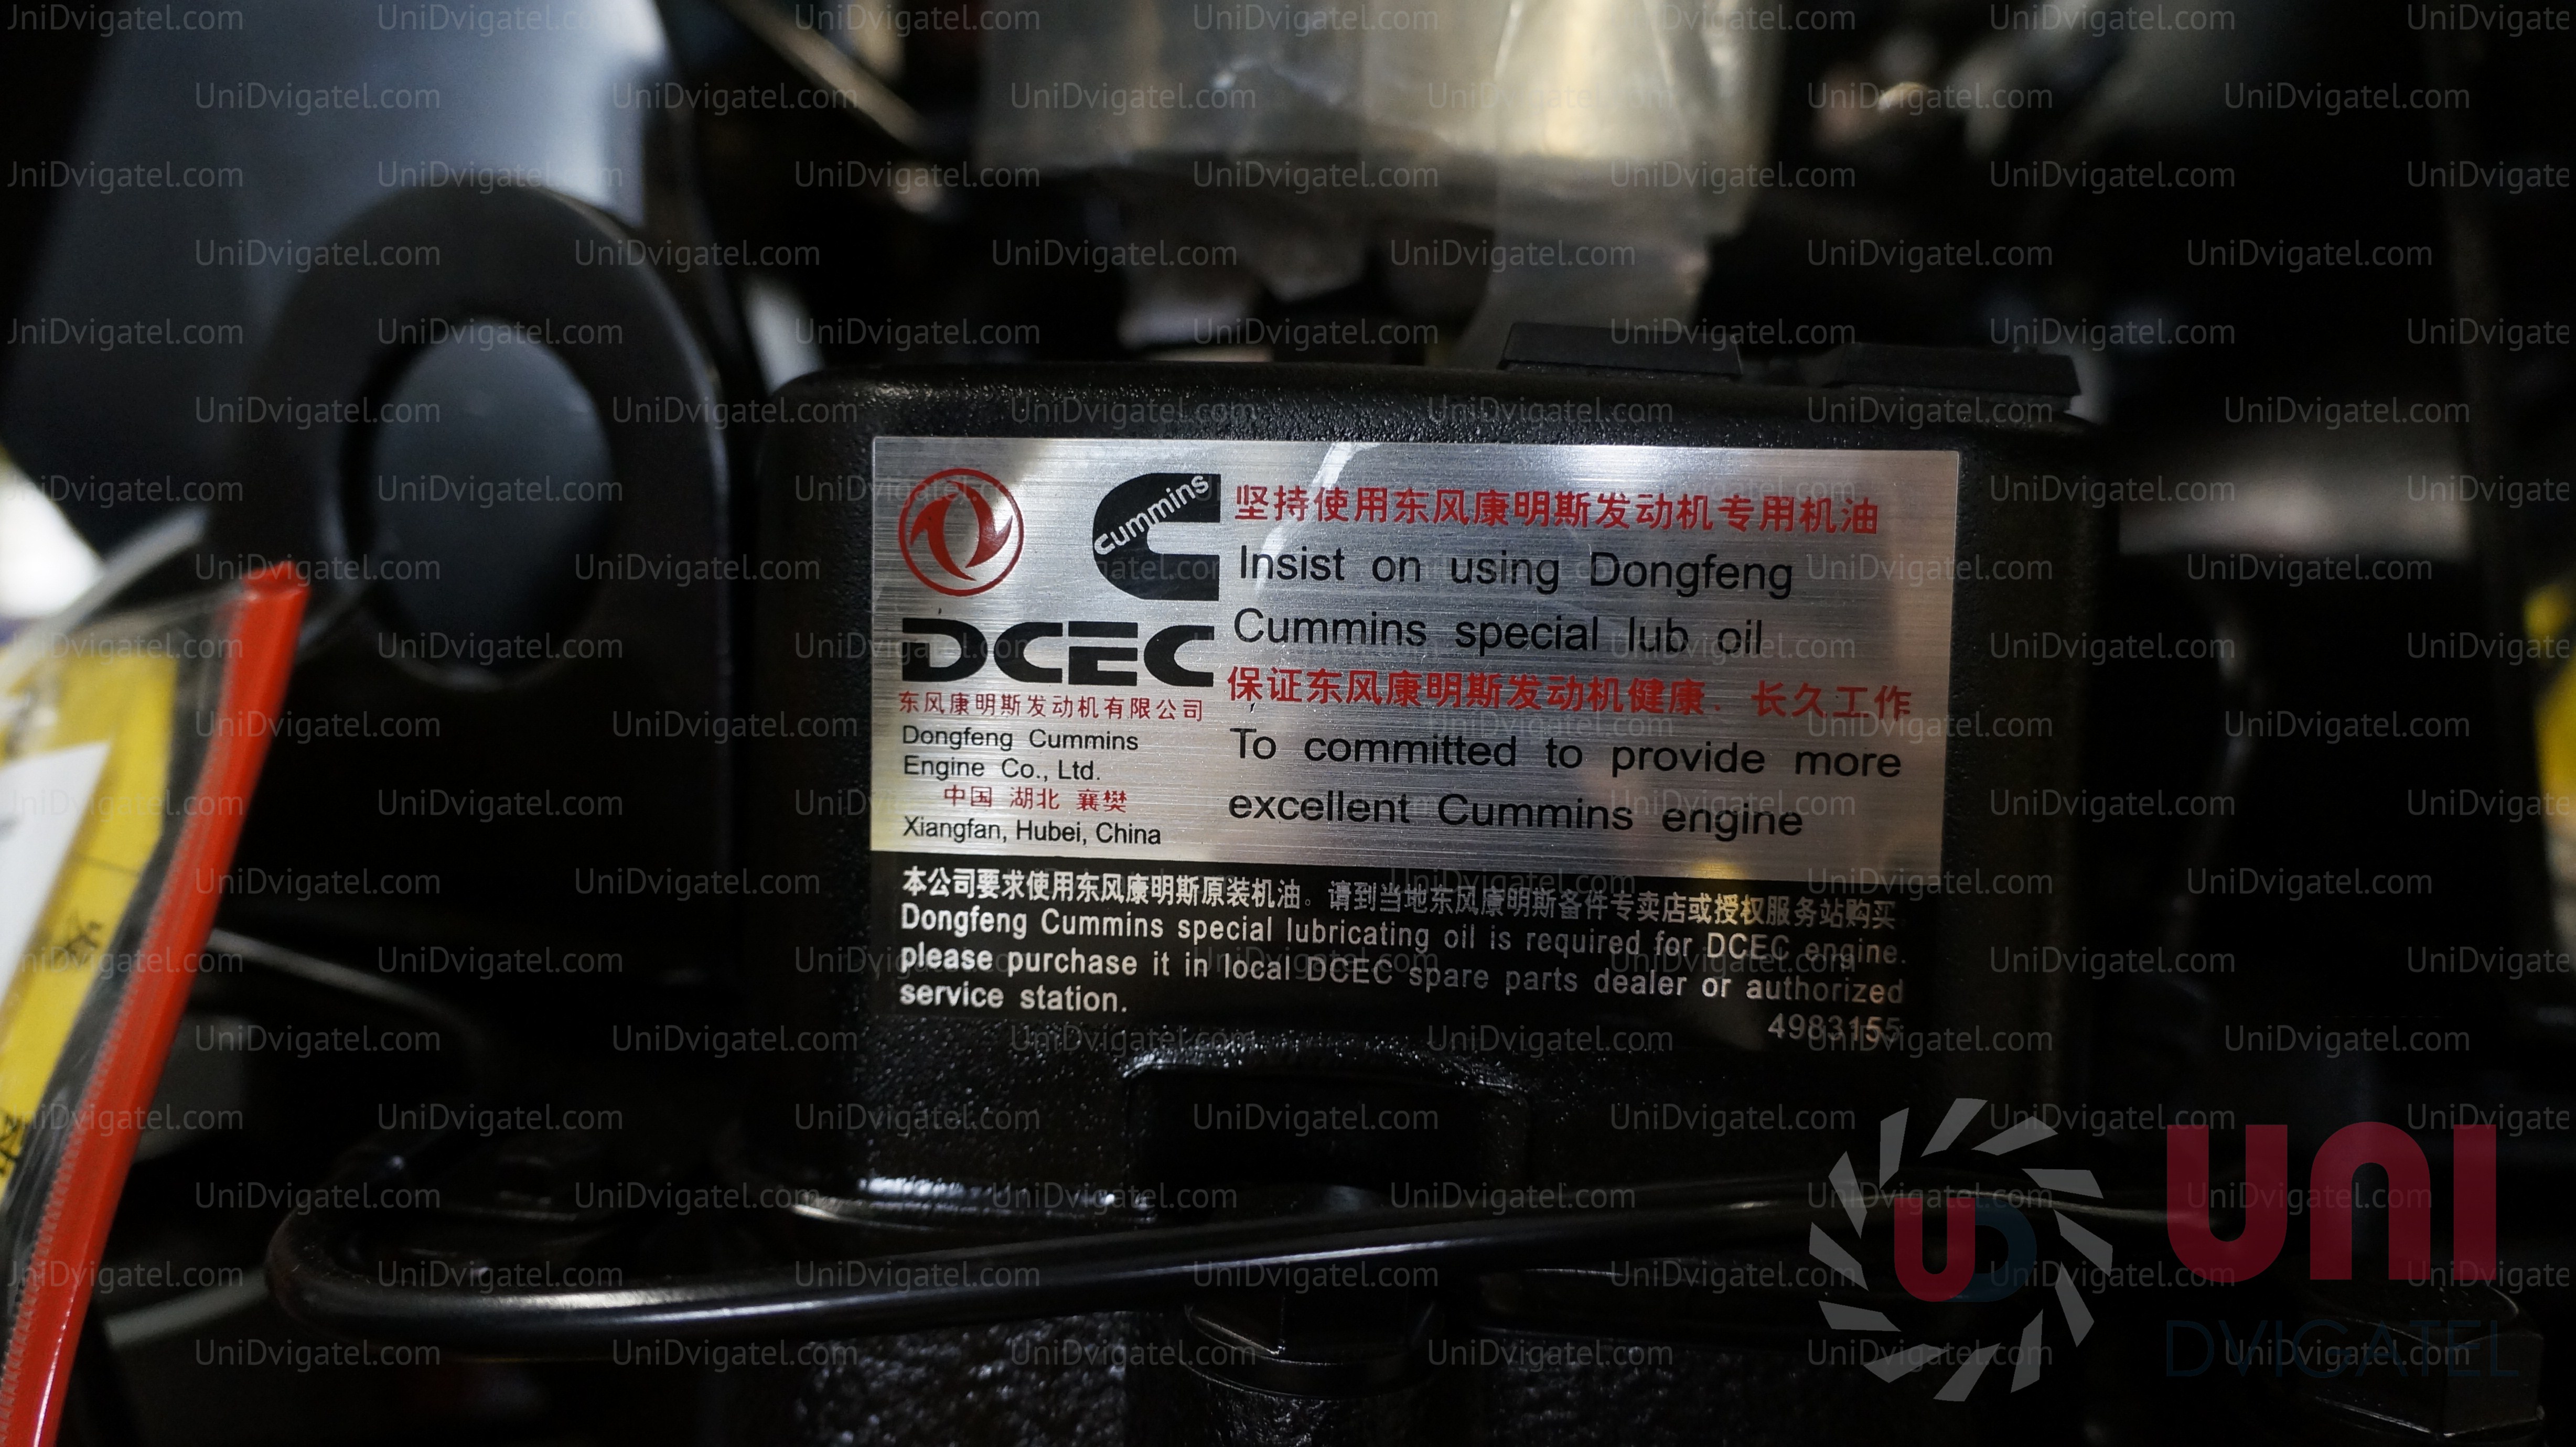 cummins
DCEC
东风康明斯发动机有限公司
Dongfeng Cummins
Engine Co., Ltd.
中国 湖北 襄樊
Xiangfan, Hubei, China
坚持使用东风康明斯发动机专用机油
Insist on using Dongfeng
Cummins special lub oil
保证东风康明斯发动机健康、长久工作
To committed to provide more
excellent Cummins engine
本公司要求使用东风康明斯原装机油。请到当地东风康明斯备件专卖店或授权服务站购买
Dongfeng Cummins special lubricating oil is required for DCEC engine.
please purchase it in local DCEC spare parts dealer or authorized
service station.
4983155
UniDvigatel.com
UD
UNI
DVIGATEL